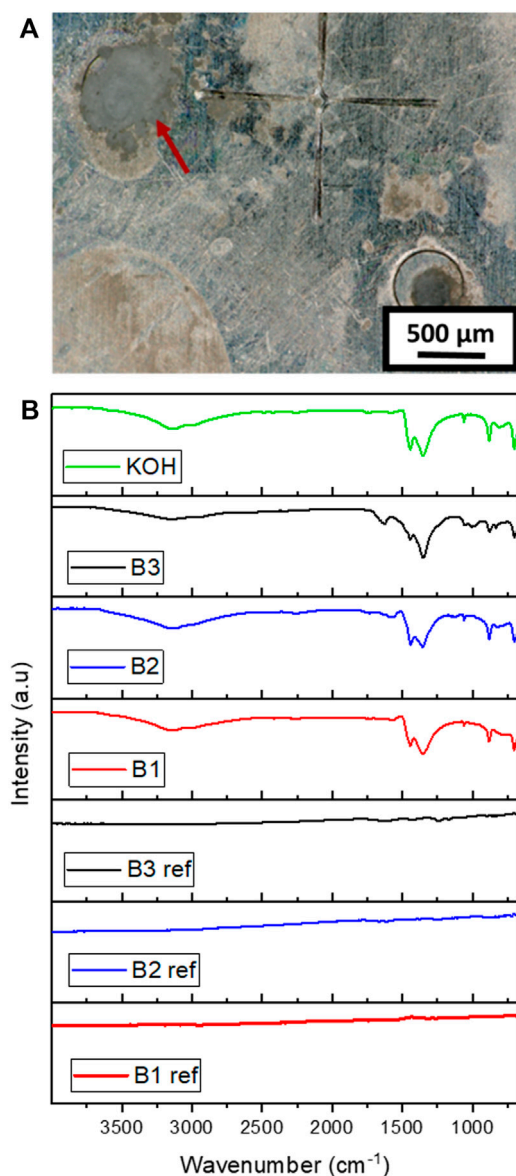 A
500 µm
B
KOH
B3
B2
B1
B3 ref
B2 ref
B1 ref
Intensity (a.u)
3500 3000 2500 2000 1500 1000
Wavenumber (cm⁻¹)